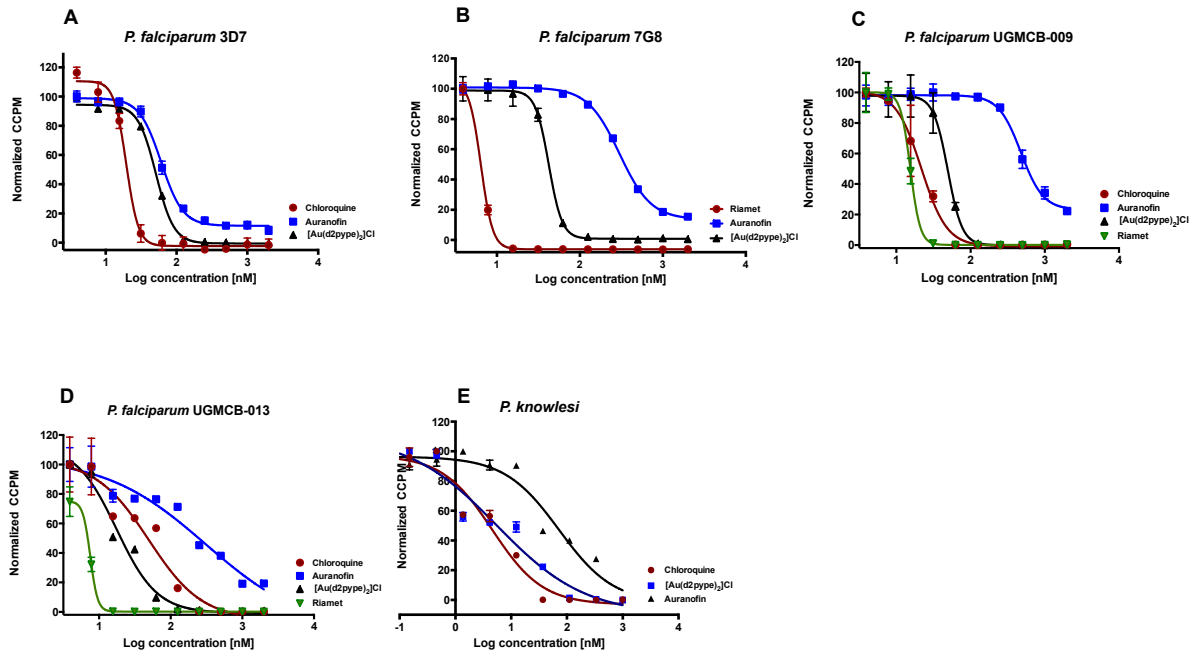 A
P. falciparum 3D7
Normalized CCPM
120
100
80
60
40
20
0
1
2
3
4
Log concentration [nM]
Chloroquine
Auranofin
[Au(d2pype)₂]Cl
B
P. falciparum 7G8
Normalized CCPM
120
100
80
60
40
20
0
1
2
3
4
Log concentration [nM]
Riamet
Auranofin
[Au(d2pype)₂]Cl
C
P. falciparum UGMCB-009
Normalized CCPM
120
100
80
60
40
20
0
1
2
3
4
Log concentration [nM]
Chloroquine
Auranofin
[Au(d2pype)₂]Cl
Riamet
D
P. falciparum UGMCB-013
Normalized CCPM
120
100
80
60
40
20
0
1
2
3
4
Log concentration [nM]
Chloroquine
Auranofin
[Au(d2pype)₂]Cl
Riamet
E
P. knowlesi
Normalized CCPM
120
100
80
60
40
20
0
-1
0
1
2
3
4
Log concentration [nM]
Chloroquine
[Au(d2pype)₂]Cl
Auranofin